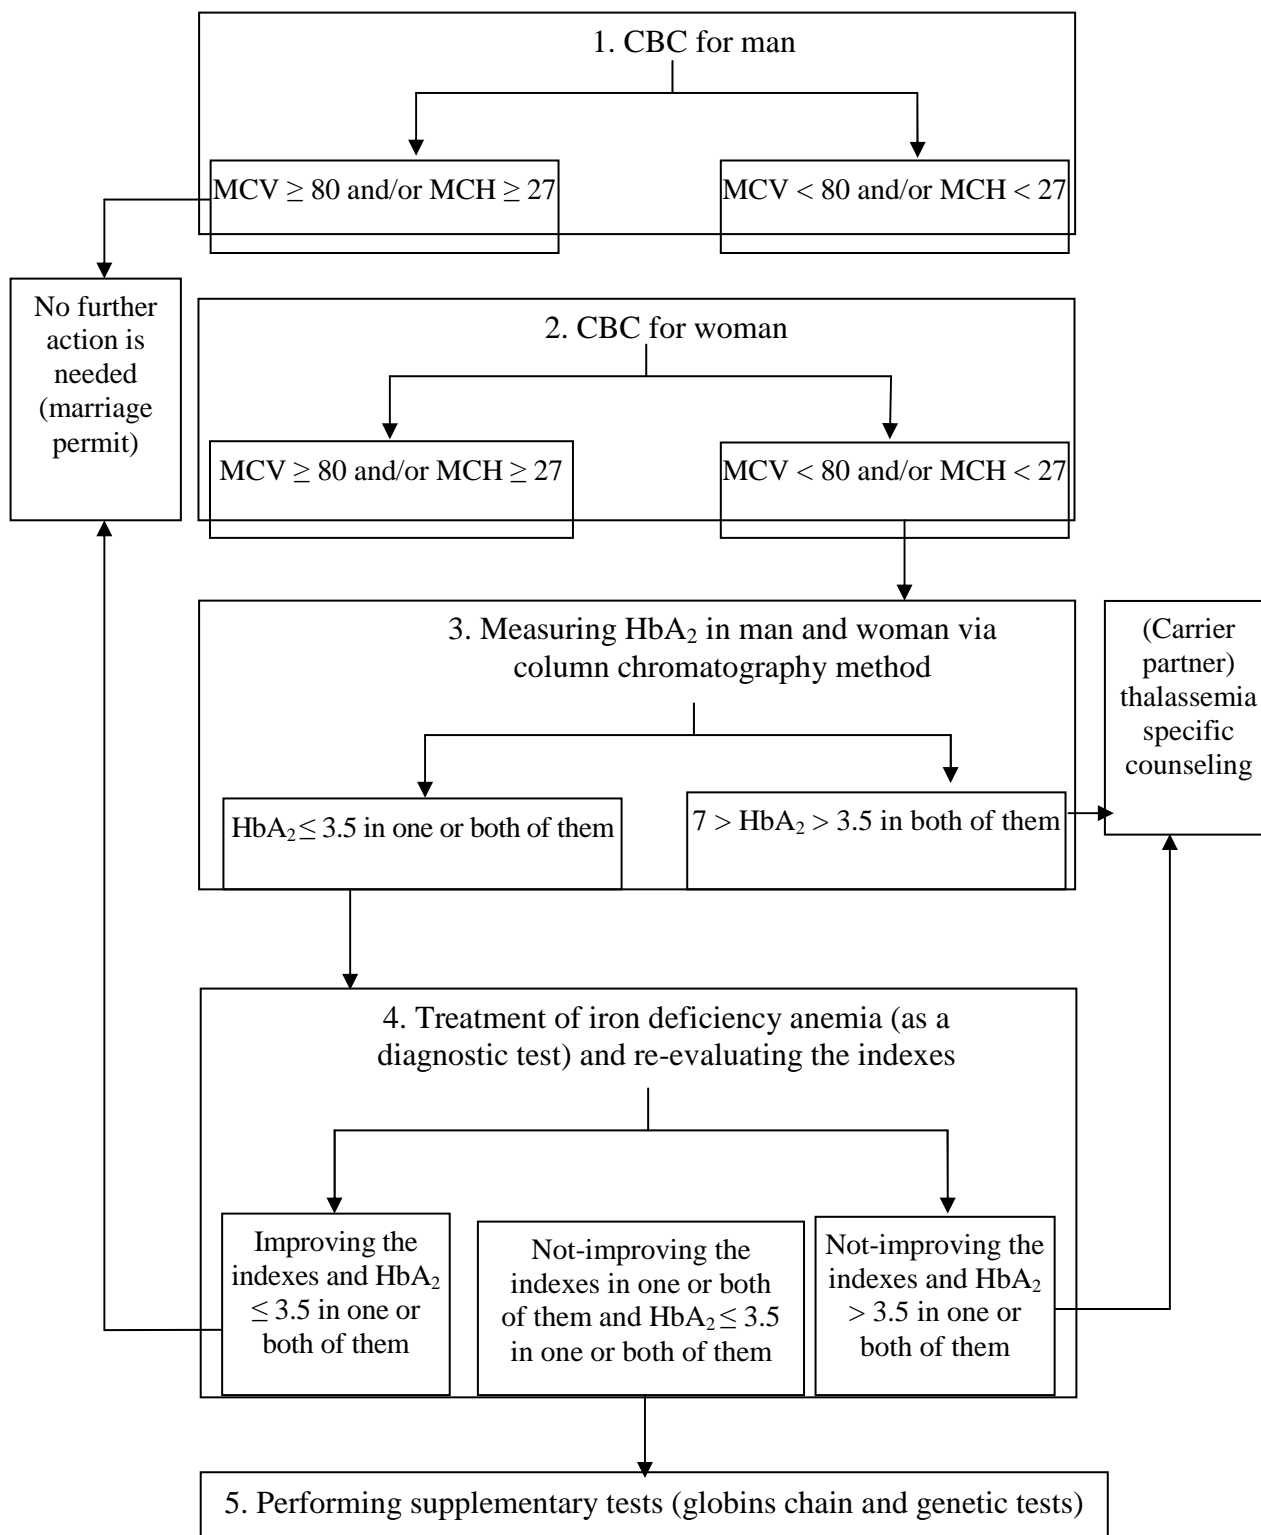 1. CBC for man
MCV ≥ 80 and/or MCH ≥ 27
MCV < 80 and/or MCH < 27
No further
action is
needed
(marriage
permit)
2. CBC for woman
MCV ≥ 80 and/or MCH ≥ 27
MCV < 80 and/or MCH < 27
3. Measuring HbA₂ in man and woman via
column chromatography method
HbA₂ ≤ 3.5 in one or both of them
7 > HbA₂ > 3.5 in both of them
(Carrier
partner)
thalassemia
specific
counseling
4. Treatment of iron deficiency anemia (as a
diagnostic test) and re-evaluating the indexes
Improving the
indexes and HbA₂
≤ 3.5 in one or
both of them
Not-improving the
indexes in one or both
of them and HbA₂ ≤ 3.5
in one or both of them
Not-improving the
indexes and HbA₂
> 3.5 in one or
both of them
5. Performing supplementary tests (globins chain and genetic tests)